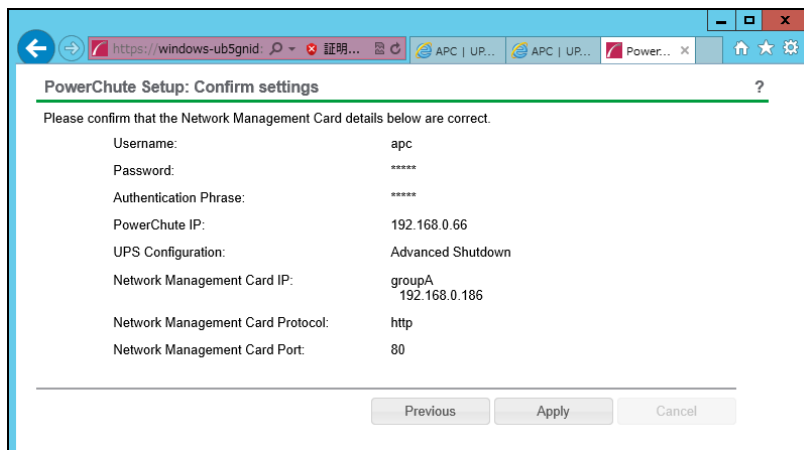 https://windows-ub5gnid: 証明... APC | UP... APC | UP... Power... ×
PowerChute Setup: Confirm settings ?
Please confirm that the Network Management Card details below are correct.
Username: apc
Password: *****
Authentication Phrase: *****
PowerChute IP: 192.168.0.66
UPS Configuration: Advanced Shutdown
Network Management Card IP: groupA
192.168.0.186
Network Management Card Protocol: http
Network Management Card Port: 80
Previous Apply Cancel